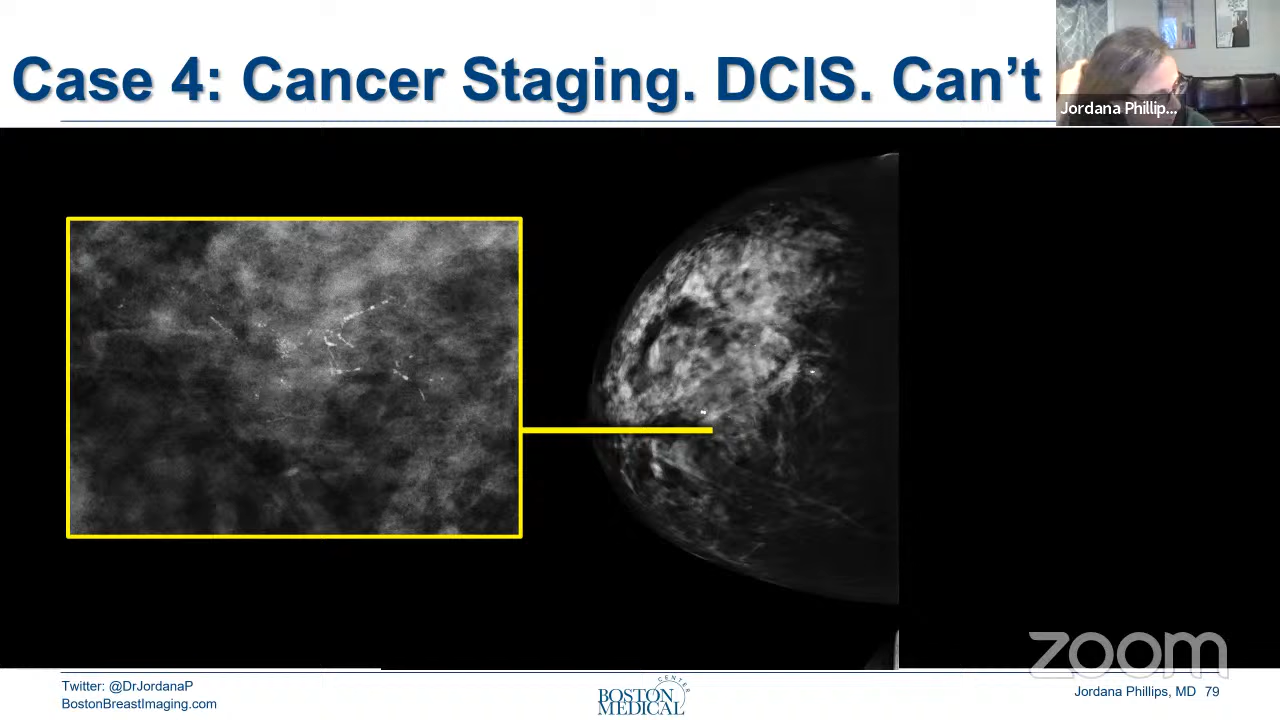 Case 4: Cancer Staging. DCIS. Can't
Jordana Phillip...
zoom
Twitter: @DrJordanaP
BostonBreastImaging.com
BOSTON
MEDICAL
CENTER
Jordana Phillips, MD 79